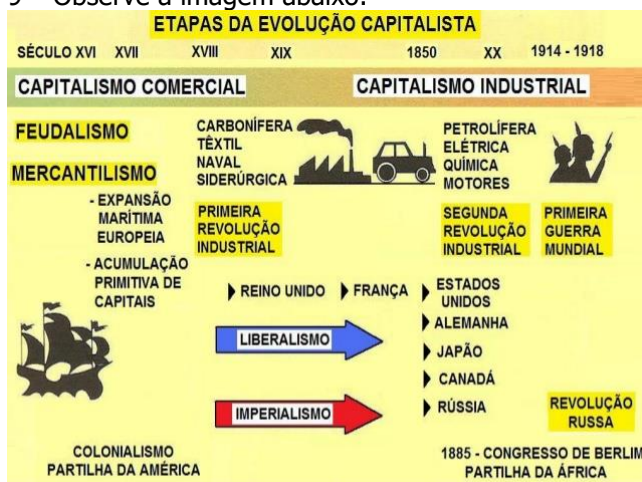 9 – Observe a imagem abaixo:
ETAPAS DA EVOLUÇÃO CAPITALISTA
SÉCULO XVI XVII XVIII XIX 1850 XX 1914 - 1918
CAPITALISMO COMERCIAL CAPITALISMO INDUSTRIAL
FEUDALISMO
MERCANTILISMO
- EXPANSÃO
MARÍTIMA
EUROPEIA
- ACUMULAÇÃO
PRIMITIVA DE
CAPITAIS
CARBONÍFERA
TÊXTIL
NAVAL
SIDERÚRGICA
PRIMEIRA
REVOLUÇÃO
INDUSTRIAL
PETROLÍFERA
ELÉTRICA
QUÍMICA
MOTORES
SEGUNDA
REVOLUÇÃO
INDUSTRIAL
PRIMEIRA
GUERRA
MUNDIAL
REINO UNIDO FRANÇA
ESTADOS
UNIDOS
ALEMANHA
JAPÃO
CANADÁ
RÚSSIA
LIBERALISMO
IMPERIALISMO
REVOLUÇÃO
RUSSA
COLONIALISMO
PARTILHA DA AMÉRICA
1885 - CONGRESSO DE BERLIM
PARTILHA DA ÁFRICA